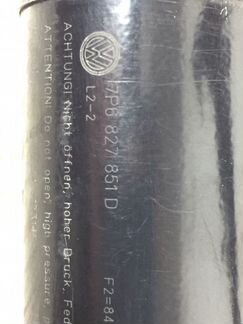 7P6 827 851 D
L2-2 F2=84
ACHTUNG! Nicht öffnen, hoher Druck. Fed
ATTENTION! Do not open, high pressure.